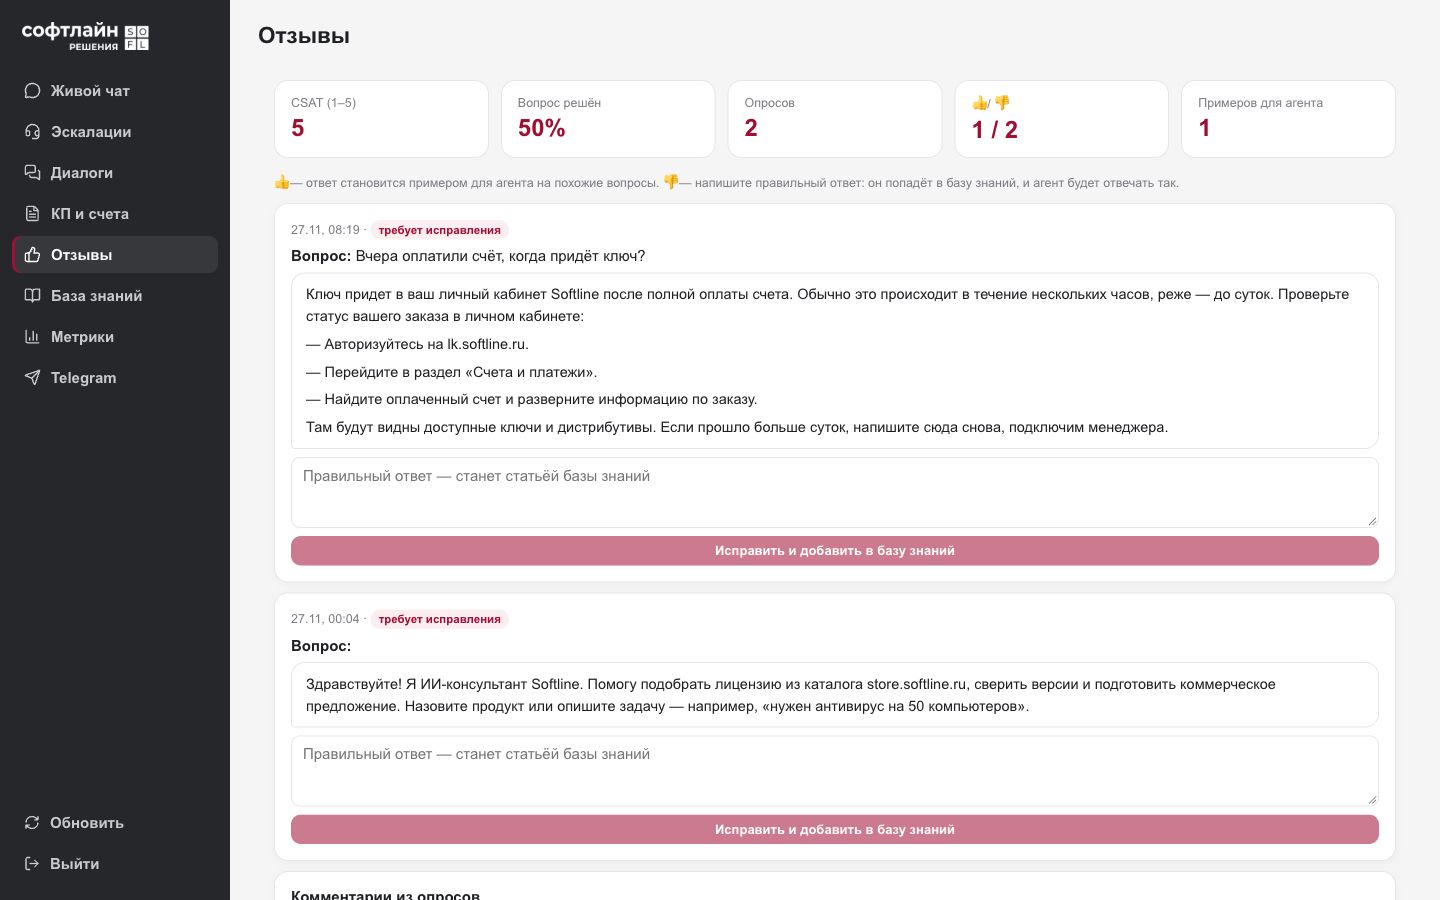 софтлайн
решения
SO
FL
Живой чат
Эскалации
Диалоги
КП и счета
Отзывы
База знаний
Метрики
Telegram
Обновить
Выйти
Отзывы
CSAT (1–5)
5
Вопрос решён
50%
Опросов
2
👍/ 👎
1 / 2
Примеров для агента
1
👍— ответ становится примером для агента на похожие вопросы. 👎— напишите правильный ответ: он попадёт в базу знаний, и агент будет отвечать так.
27.11, 08:19 · требует исправления
Вопрос: Вчера оплатили счёт, когда придёт ключ?
Ключ придет в ваш личный кабинет Softline после полной оплаты счета. Обычно это происходит в течение нескольких часов, реже — до суток. Проверьте
статус вашего заказа в личном кабинете:
— Авторизуйтесь на lk.softline.ru.
— Перейдите в раздел «Счета и платежи».
— Найдите оплаченный счет и разверните информацию по заказу.
Там будут видны доступные ключи и дистрибутивы. Если прошло больше суток, напишите сюда снова, подключим менеджера.
Правильный ответ — станет статьёй базы знаний
Исправить и добавить в базу знаний
27.11, 00:04 · требует исправления
Вопрос:
Здравствуйте! Я ИИ-консультант Softline. Помогу подобрать лицензию из каталога store.softline.ru, сверить версии и подготовить коммерческое
предложение. Назовите продукт или опишите задачу — например, «нужен антивирус на 50 компьютеров».
Правильный ответ — станет статьёй базы знаний
Исправить и добавить в базу знаний
Комментарии из опросов